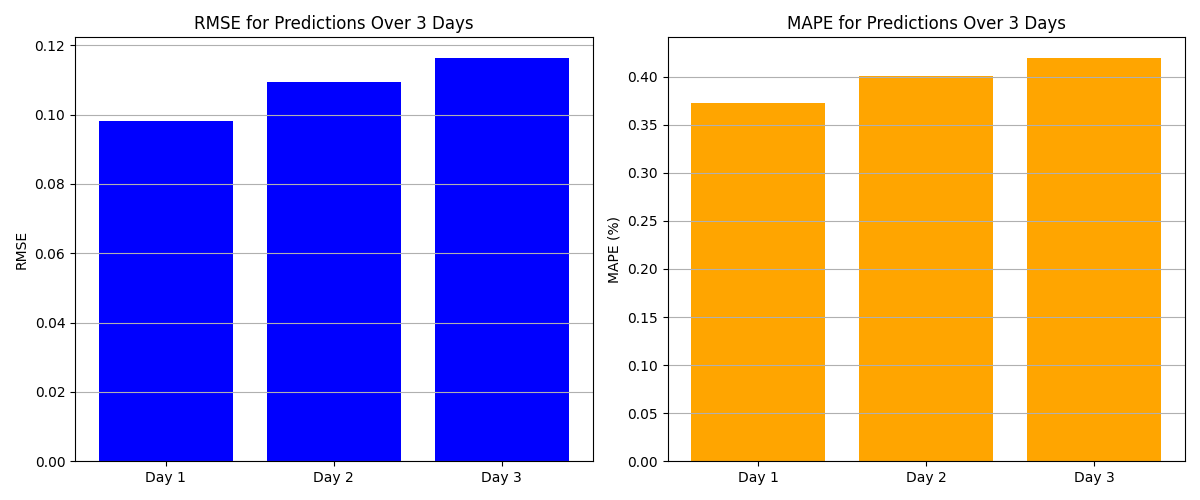 RMSE for Predictions Over 3 Days
0.12
0.10
0.08
0.06
0.04
0.02
0.00
RMSE
Day 1
Day 2
Day 3
MAPE for Predictions Over 3 Days
0.40
0.35
0.30
0.25
0.20
0.15
0.10
0.05
0.00
MAPE (%)
Day 1
Day 2
Day 3